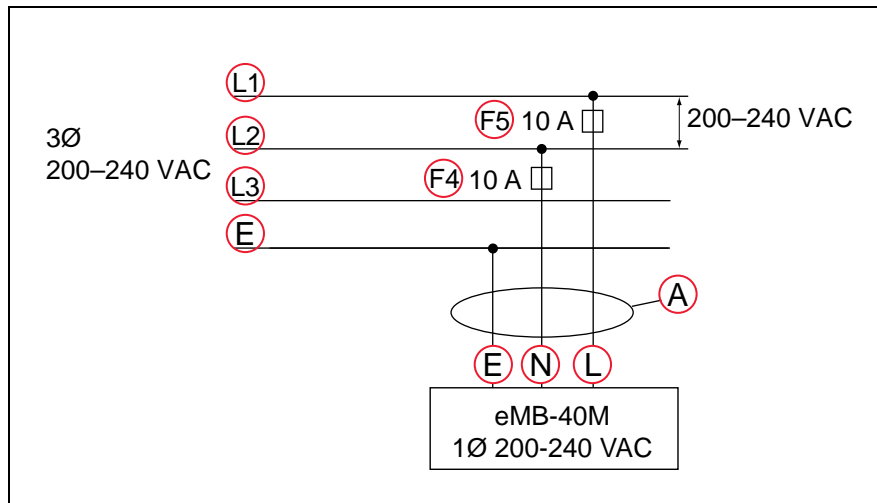 L1
F5 10 A
200–240 VAC
3Ø
200–240 VAC
L2
F4 10 A
L3
E
A
E N L
eMB-40M
1Ø 200-240 VAC